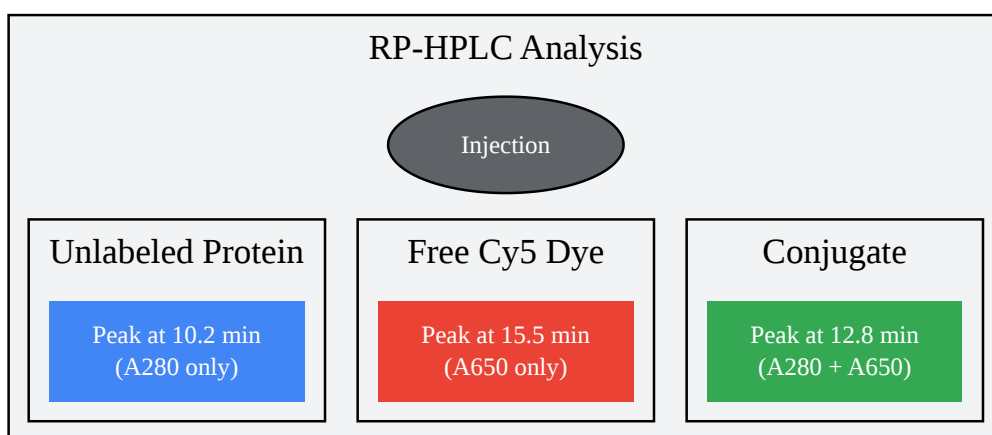 RP-HPLC Analysis
Injection
Unlabeled Protein
Peak at 10.2 min
(A280 only)
Free Cy5 Dye
Peak at 15.5 min
(A650 only)
Conjugate
Peak at 12.8 min
(A280 + A650)